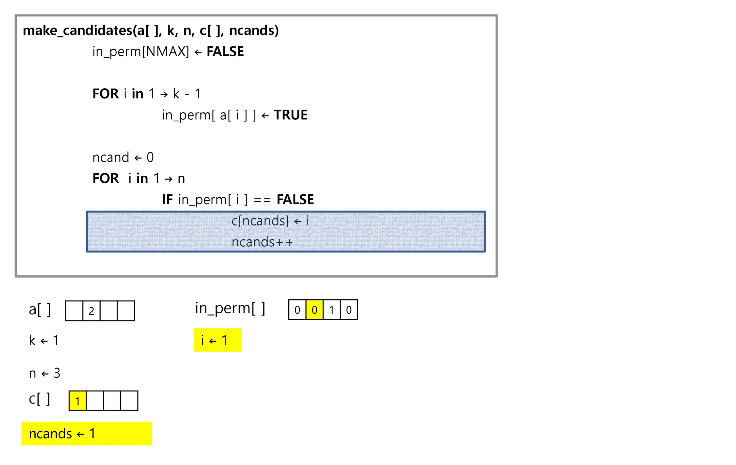 make_candidates(a[ ], k, n, c[ ], ncands)
in_perm[NMAX] ← FALSE
FOR i in 1 → k - 1
in_perm[ a[ i ] ] ← TRUE
ncand ← 0
FOR i in 1 → n
IF in_perm[ i ] == FALSE
c[ncands] ← i
ncands++
a[ ] 2 in_perm[ ] 0 0 1 0
k ← 1 i ← 1
n ← 3
c[ ] 1
ncands ← 1